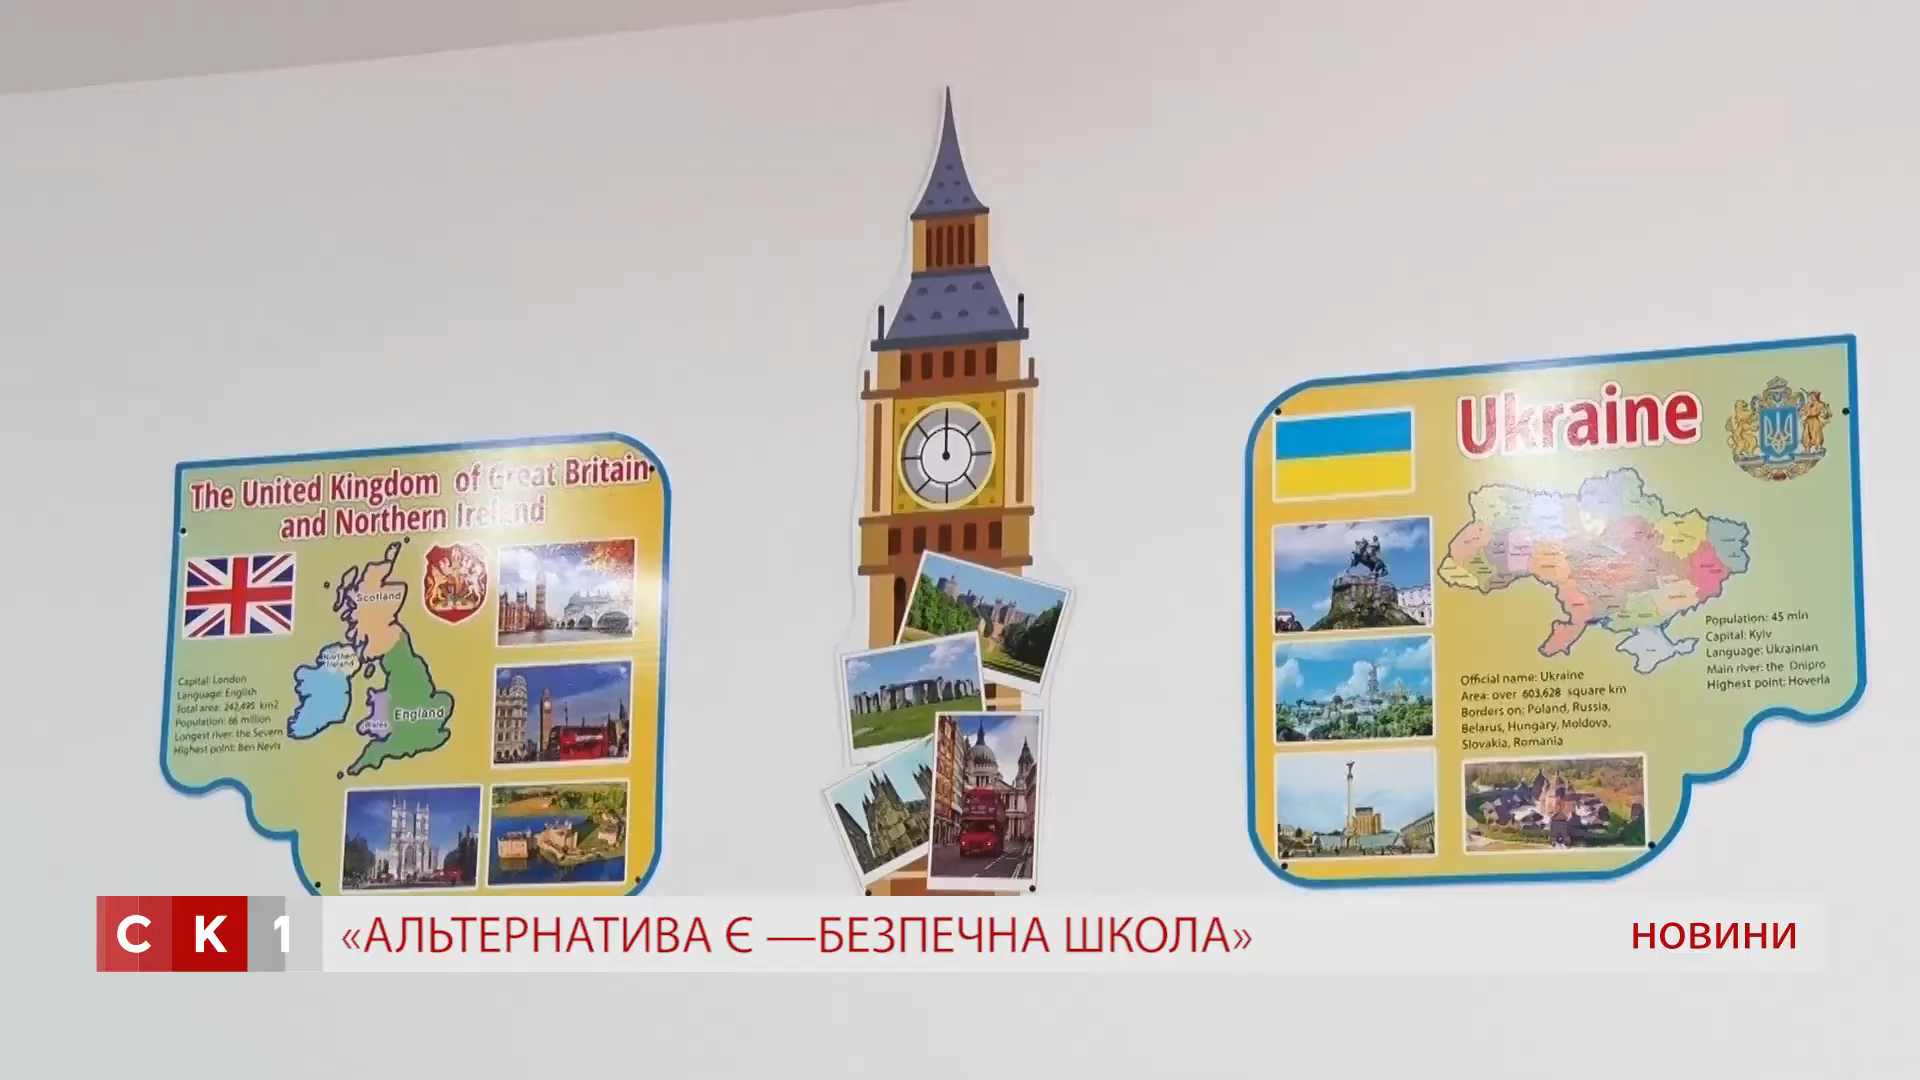 The United Kingdom of Great Britain
and Northern Ireland
Scotland
Northern
Ireland
Wales
England
Capital: London
Language: English
Total area: 242,495 km2
Population: 66 million
Longest river: the Severn
Highest point: Ben Nevis
Ukraine
Population: 45 mln
Capital: Kyiv
Language: Ukrainian
Main river: the Dnipro
Highest point: Hoverla
Official name: Ukraine
Area: over 603,628 square km
Borders on: Poland, Russia,
Belarus, Hungary, Moldova,
Slovakia, Romania
СК1
«АЛЬТЕРНАТИВА Є —БЕЗПЕЧНА ШКОЛА»
НОВИНИ